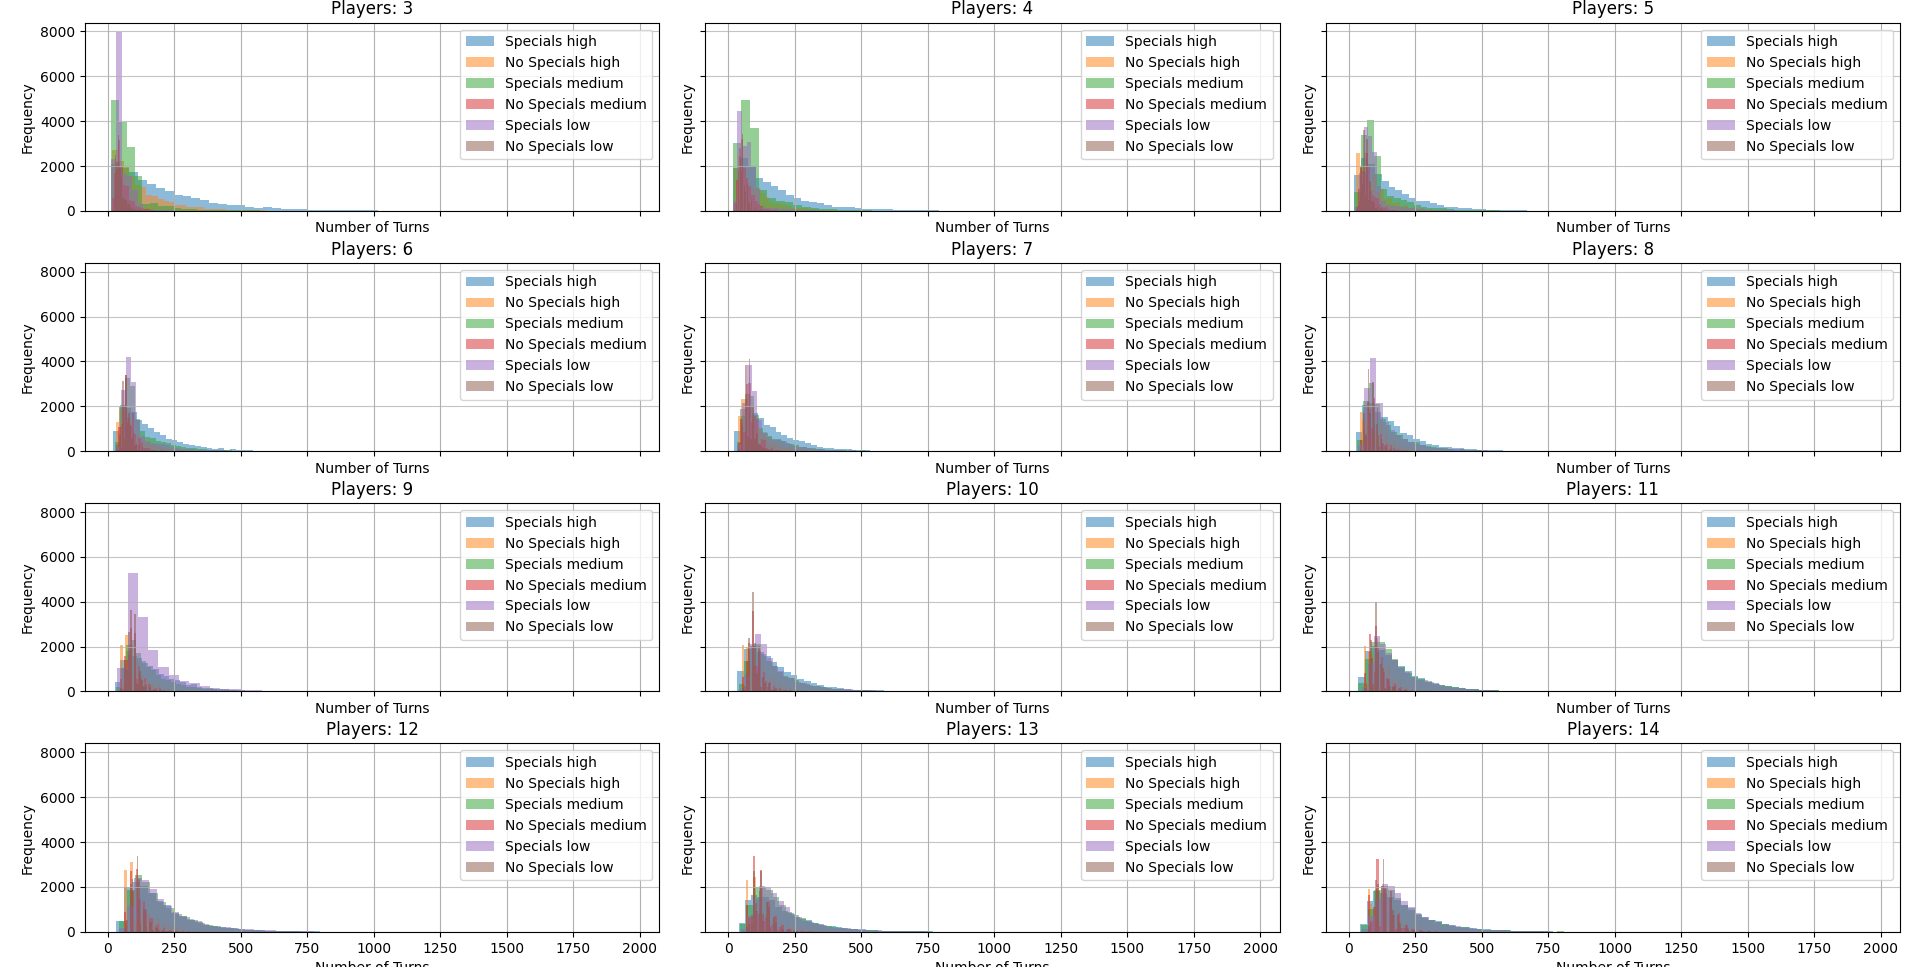 Players: 3
8000
6000
4000
2000
0
Frequency
Specials high
No Specials high
Specials medium
No Specials medium
Specials low
No Specials low
Number of Turns
Players: 4
Frequency
Specials high
No Specials high
Specials medium
No Specials medium
Specials low
No Specials low
Number of Turns
Players: 5
Frequency
Specials high
No Specials high
Specials medium
No Specials medium
Specials low
No Specials low
Number of Turns
Players: 6
8000
6000
4000
2000
0
Frequency
Specials high
No Specials high
Specials medium
No Specials medium
Specials low
No Specials low
Number of Turns
Players: 7
Frequency
Specials high
No Specials high
Specials medium
No Specials medium
Specials low
No Specials low
Number of Turns
Players: 8
Frequency
Specials high
No Specials high
Specials medium
No Specials medium
Specials low
No Specials low
Number of Turns
Players: 9
8000
6000
4000
2000
0
Frequency
Specials high
No Specials high
Specials medium
No Specials medium
Specials low
No Specials low
Number of Turns
Players: 10
Frequency
Specials high
No Specials high
Specials medium
No Specials medium
Specials low
No Specials low
Number of Turns
Players: 11
Frequency
Specials high
No Specials high
Specials medium
No Specials medium
Specials low
No Specials low
Number of Turns
Players: 12
8000
6000
4000
2000
0
Frequency
Specials high
No Specials high
Specials medium
No Specials medium
Specials low
No Specials low
0 250 500 750 1000 1250 1500 1750 2000
Number of Turns
Players: 13
Frequency
Specials high
No Specials high
Specials medium
No Specials medium
Specials low
No Specials low
0 250 500 750 1000 1250 1500 1750 2000
Number of Turns
Players: 14
Frequency
Specials high
No Specials high
Specials medium
No Specials medium
Specials low
No Specials low
0 250 500 750 1000 1250 1500 1750 2000
Number of Turns